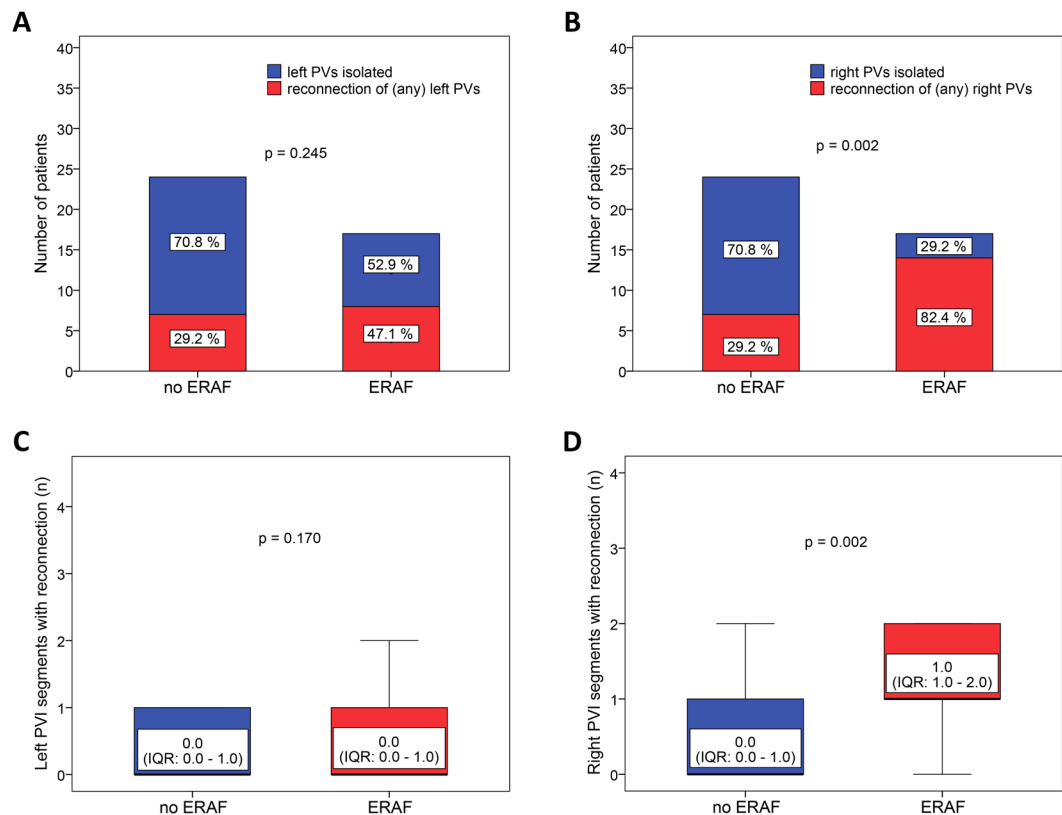 A
Number of patients
40
35
30
25
20
15
10
5
0
left PVs isolated
reconnection of (any) left PVs
p = 0.245
70.8 %
29.2 %
52.9 %
47.1 %
no ERAF
ERAF
B
Number of patients
40
35
30
25
20
15
10
5
0
right PVs isolated
reconnection of (any) right PVs
p = 0.002
70.8 %
29.2 %
29.2 %
82.4 %
no ERAF
ERAF
C
Left PVI segments with reconnection (n)
4
3
2
1
0
p = 0.170
0.0
(IQR: 0.0 - 1.0)
0.0
(IQR: 0.0 - 1.0)
no ERAF
ERAF
D
Right PVI segments with reconnection (n)
4
3
2
1
0
p = 0.002
0.0
(IQR: 0.0 - 1.0)
1.0
(IQR: 1.0 - 2.0)
no ERAF
ERAF